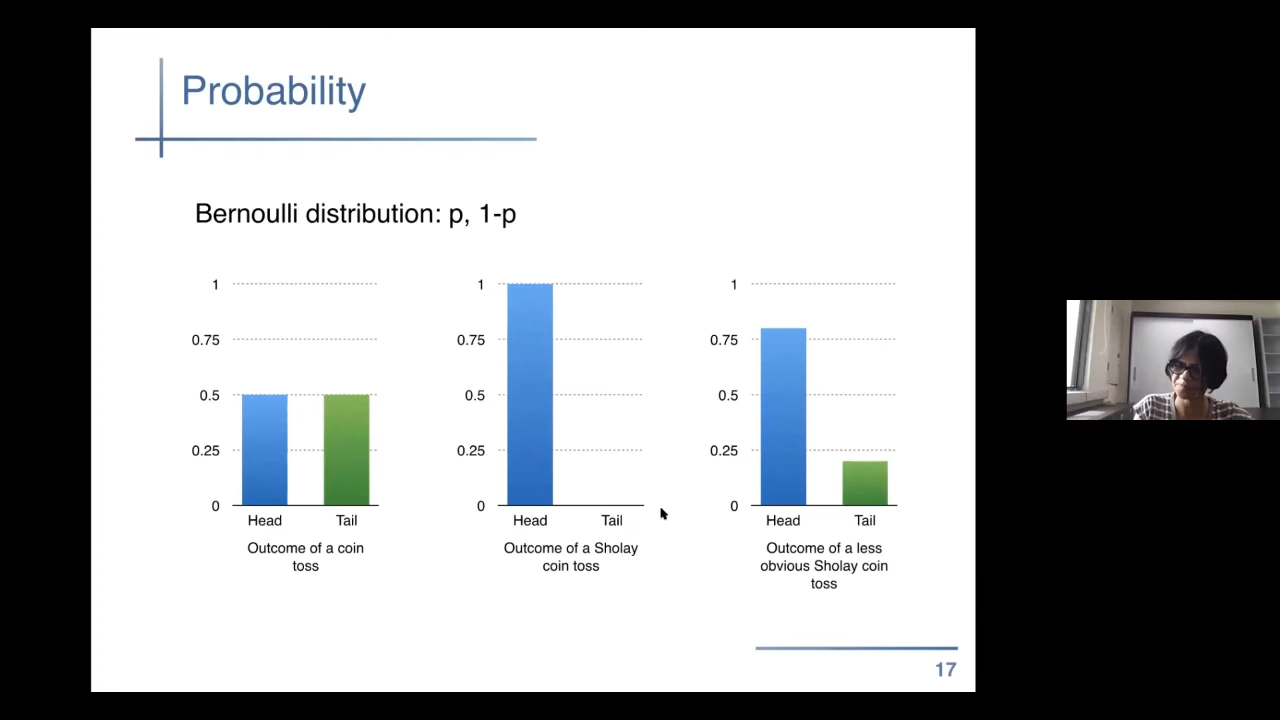 Probability
Bernoulli distribution: p, 1-p
1
0.75
0.5
0.25
0
Head Tail
Outcome of a coin
toss
1
0.75
0.5
0.25
0
Head Tail
Outcome of a Sholay
coin toss
1
0.75
0.5
0.25
0
Head Tail
Outcome of a less
obvious Sholay coin
toss
17